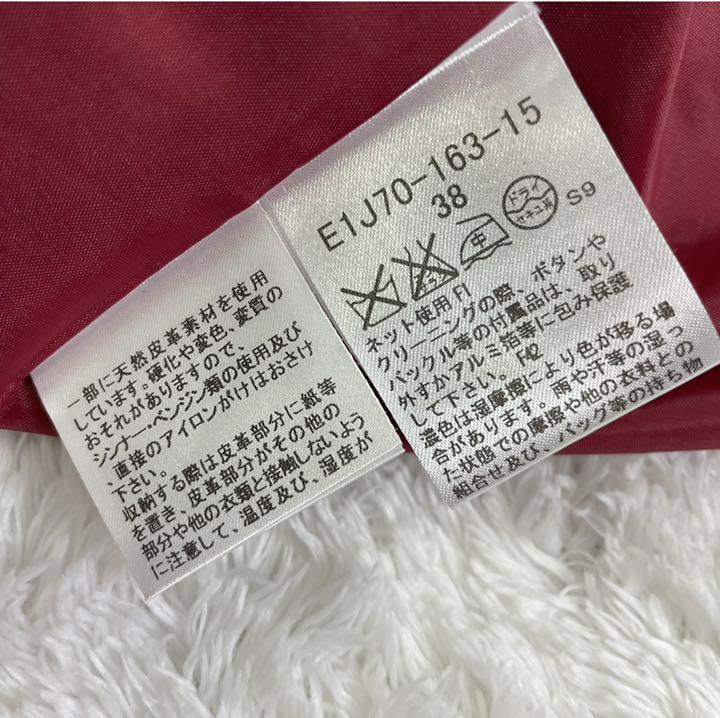 一部に天然皮革素材を使用
しています。硬化や変色、変質の
おそれがありますので、
シンナー・ベンジン類の使用及び
、直接のアイロンがけはおさけ
下さい。
収納する際は皮革部分に紙等
を置き、皮革部分がその他の
部分や他の衣類と接触しないよう
に注意して、温度及び、湿度が
E1J70-163-15
38
中
ドライ
セキユ系
S9
ネット使用 F1
クリーニングの際、ボタンや
バックル等の付属品は、取り
外すかアルミ箔等に包み保護
して下さい。F42
濃色は湿摩擦により色が移る場
合があります。雨や汗等の湿っ
た状態での摩擦や他の衣料との
組合せ及び、バッグ等の持ち物